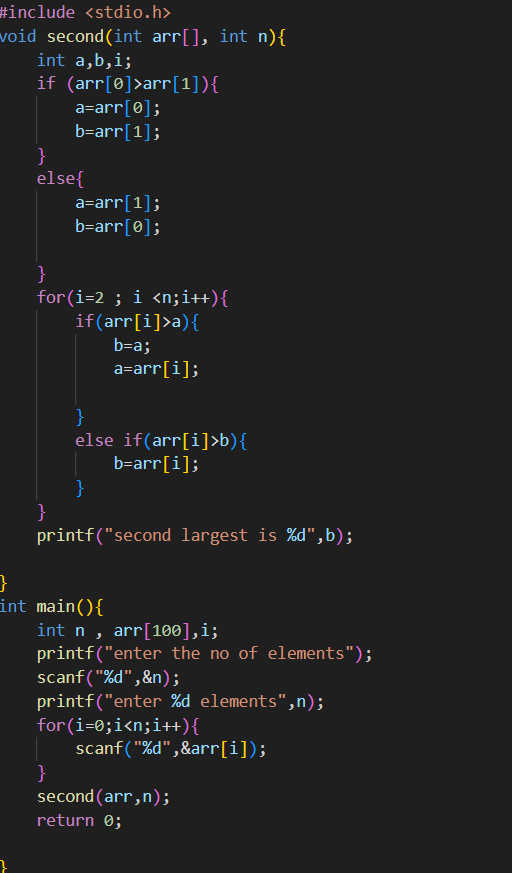 #include <stdio.h>
void second(int arr[], int n){
    int a,b,i;
    if (arr[0]>arr[1]){
        a=arr[0];
        b=arr[1];
    }
    else{
        a=arr[1];
        b=arr[0];
    }
    for(i=2 ; i <n;i++){
        if(arr[i]>a){
            b=a;
            a=arr[i];
        }
        else if(arr[i]>b){
            b=arr[i];
        }
    }
    printf("second largest is %d",b);
}
int main(){
    int n , arr[100],i;
    printf("enter the no of elements");
    scanf("%d",&n);
    printf("enter %d elements",n);
    for(i=0;i<n;i++){
        scanf("%d",&arr[i]);
    }
    second(arr,n);
    return 0;
}